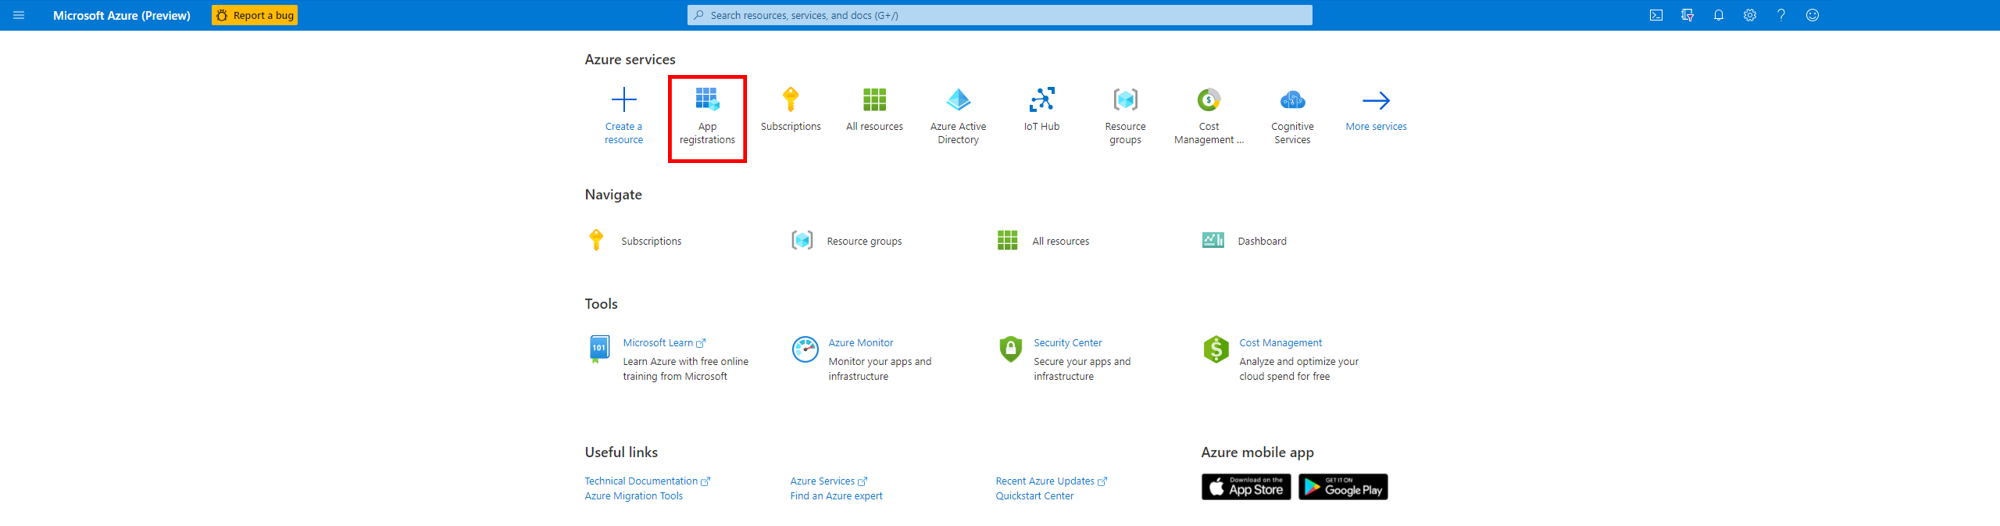 Microsoft Azure (Preview)
Report a bug
Search resources, services, and docs (G+/)
Azure services
Create a
resource
App
registrations
Subscriptions
All resources
Azure Active
Directory
IoT Hub
Resource
groups
Cost
Management ...
Cognitive
Services
More services
Navigate
Subscriptions
Resource groups
All resources
Dashboard
Tools
101
Microsoft Learn
Learn Azure with free online
training from Microsoft
Azure Monitor
Monitor your apps and
infrastructure
Security Center
Secure your apps and
infrastructure
Cost Management
Analyze and optimize your
cloud spend for free
Useful links
Technical Documentation
Azure Migration Tools
Azure Services
Find an Azure expert
Recent Azure Updates
Quickstart Center
Azure mobile app
Download on the
App Store
GET IT ON
Google Play